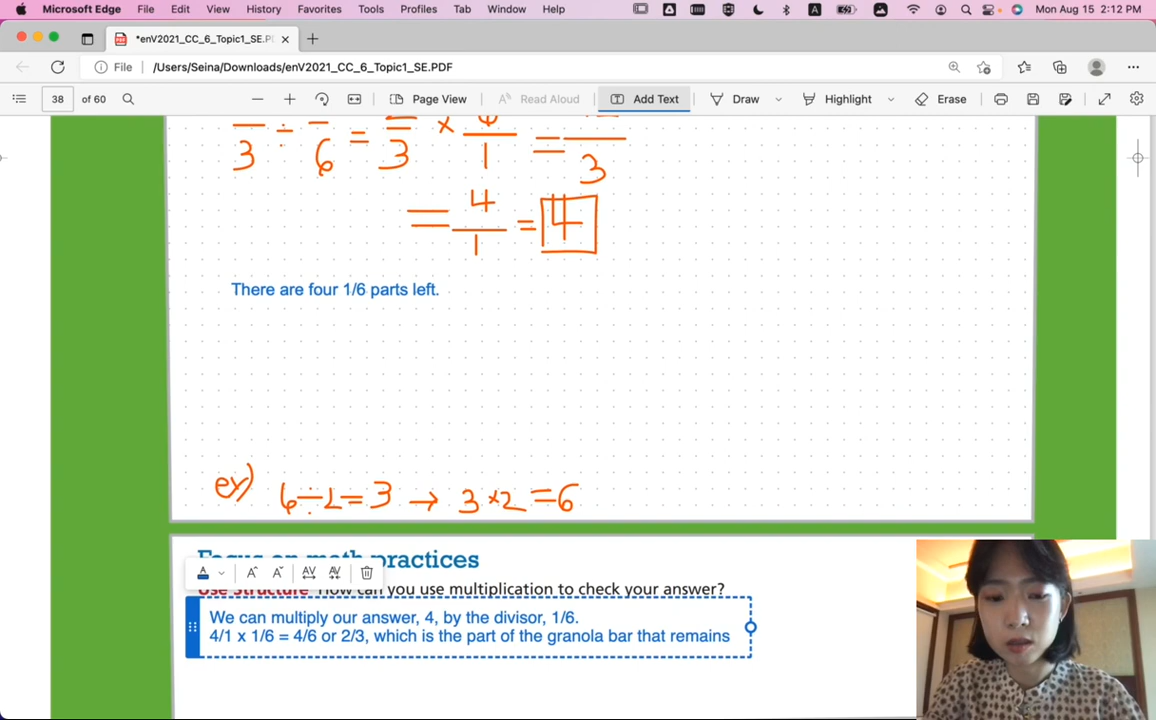 Microsoft Edge File Edit View History Favorites Tools Profiles Tab Window Help A Mon Aug 15 2:12 PM
*enV2021_CC_6_Topic1_SE.P
File /Users/Seina/Downloads/enV2021_CC_6_Topic1_SE.PDF
38 of 60 Page View Read Aloud Add Text Draw Highlight Erase
÷ = × =
3 6 3 1 3
= 4/1 = 4
There are four 1/6 parts left.
ex) 6÷2=3 → 3×2=6
Focus on math practices
Use Structure How can you use multiplication to check your answer?
We can multiply our answer, 4, by the divisor, 1/6.
4/1 x 1/6 = 4/6 or 2/3, which is the part of the granola bar that remains